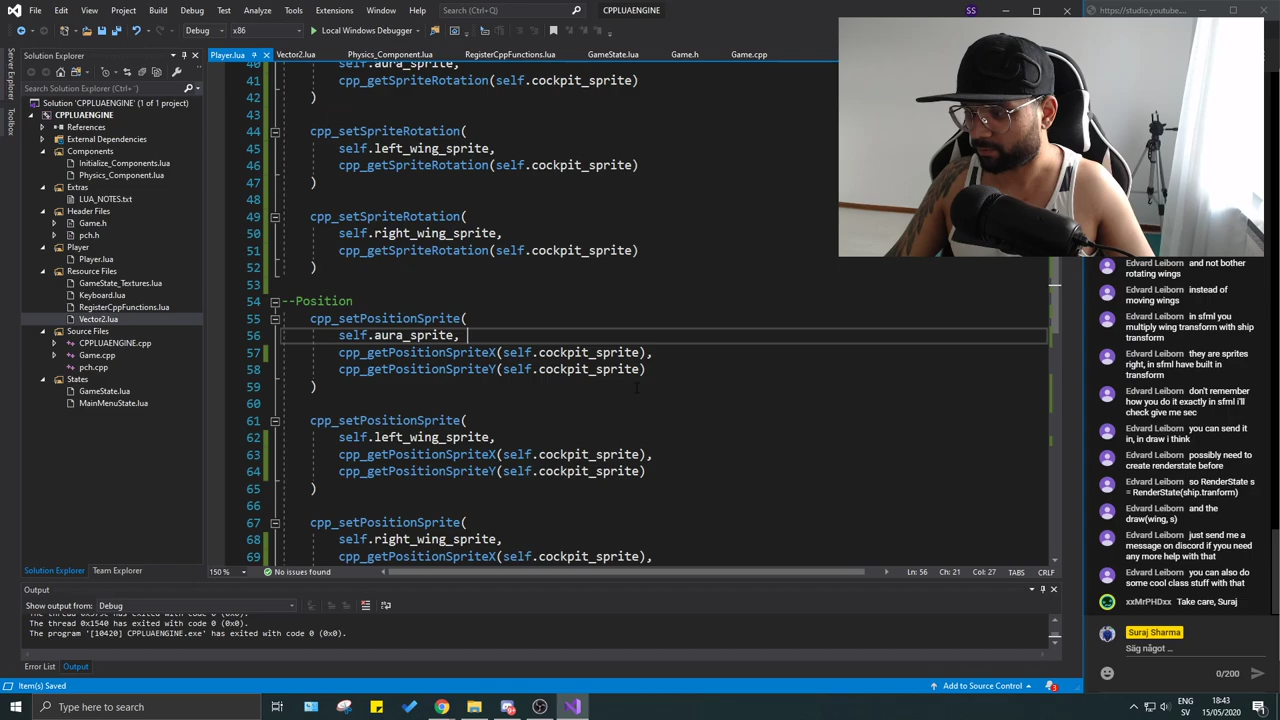 File Edit View Project Build Debug Test Analyze Tools Extensions Window Help Search (Ctrl+Q) CPPLUAENGINE SS
https://studio.youtube.c
Debug x86 Local Windows Debugger
Solution Explorer
Player.lua Vector2.lua Physics_Component.lua RegisterCppFunctions.lua GameState.lua Game.h Game.cpp
Server Explorer
Toolbox
Search Solution Explorer (Ctrl+')
Solution 'CPPLUAENGINE' (1 of 1 project)
CPPLUAENGINE
References
External Dependencies
Components
Initialize_Components.lua
Physics_Component.lua
Extras
LUA_NOTES.txt
Header Files
Game.h
pch.h
Player
Player.lua
Resource Files
GameState_Textures.lua
Keyboard.lua
RegisterCppFunctions.lua
Vector2.lua
Source Files
CPPLUAENGINE.cpp
Game.cpp
pch.cpp
States
GameState.lua
MainMenuState.lua
Solution Explorer Team Explorer
40 self.aura_sprite,
41 cpp_getSpriteRotation(self.cockpit_sprite)
42 )
43
44 cpp_setSpriteRotation(
45 self.left_wing_sprite,
46 cpp_getSpriteRotation(self.cockpit_sprite)
47 )
48
49 cpp_setSpriteRotation(
50 self.right_wing_sprite,
51 cpp_getSpriteRotation(self.cockpit_sprite)
52 )
53
54 --Position
55 cpp_setPositionSprite(
56 self.aura_sprite,
57 cpp_getPositionSpriteX(self.cockpit_sprite),
58 cpp_getPositionSpriteY(self.cockpit_sprite)
59 )
60
61 cpp_setPositionSprite(
62 self.left_wing_sprite,
63 cpp_getPositionSpriteX(self.cockpit_sprite),
64 cpp_getPositionSpriteY(self.cockpit_sprite)
65 )
66
67 cpp_setPositionSprite(
68 self.right_wing_sprite,
69 cpp_getPositionSpriteX(self.cockpit_sprite),
150 % No issues found Ln: 56 Ch: 21 Col: 27 TABS CRLF
Output
Show output from: Debug
The thread 0x1540 has exited with code 0 (0x0).
The program '[10420] CPPLUAENGINE.exe' has exited with code 0 (0x0).
Error List Output
Item(s) Saved Add to Source Control 3
Edvard Leiborn and not bother
rotating wings
Edvard Leiborn instead of
moving wings
Edvard Leiborn in sfml you
multiply wing transform with ship
transform
Edvard Leiborn they are sprites
right, in sfml have built in
transform
Edvard Leiborn don't remember
how you do it exactly in sfml i'll
check give me sec
Edvard Leiborn you can send it
in, in draw i think
Edvard Leiborn possibly need to
create renderstate before
Edvard Leiborn so RenderState s
= RenderState(ship.tranform)
Edvard Leiborn and the
draw(wing, s)
Edvard Leiborn just send me a
message on discord if yyou need
any more help with that
Edvard Leiborn you can also do
some cool class stuff with that
xxMrPHDxx Take care, Suraj
Suraj Sharma
Säg något ...
0/200
Type here to search
ENG
SV
18:43
15/05/2020